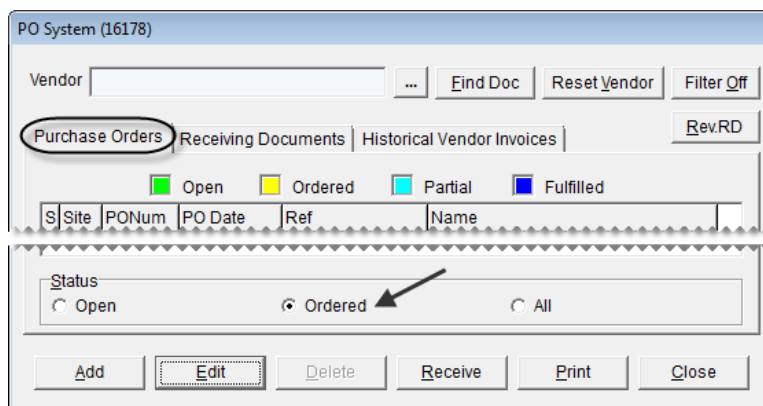 PO System (16178)
Vendor ... Find Doc Reset Vendor Filter Off
Purchase Orders Receiving Documents Historical Vendor Invoices Rev.RD
Open Ordered Partial Fulfilled
S Site PONum PO Date Ref Name
Status
Open Ordered All
Add Edit Delete Receive Print Close